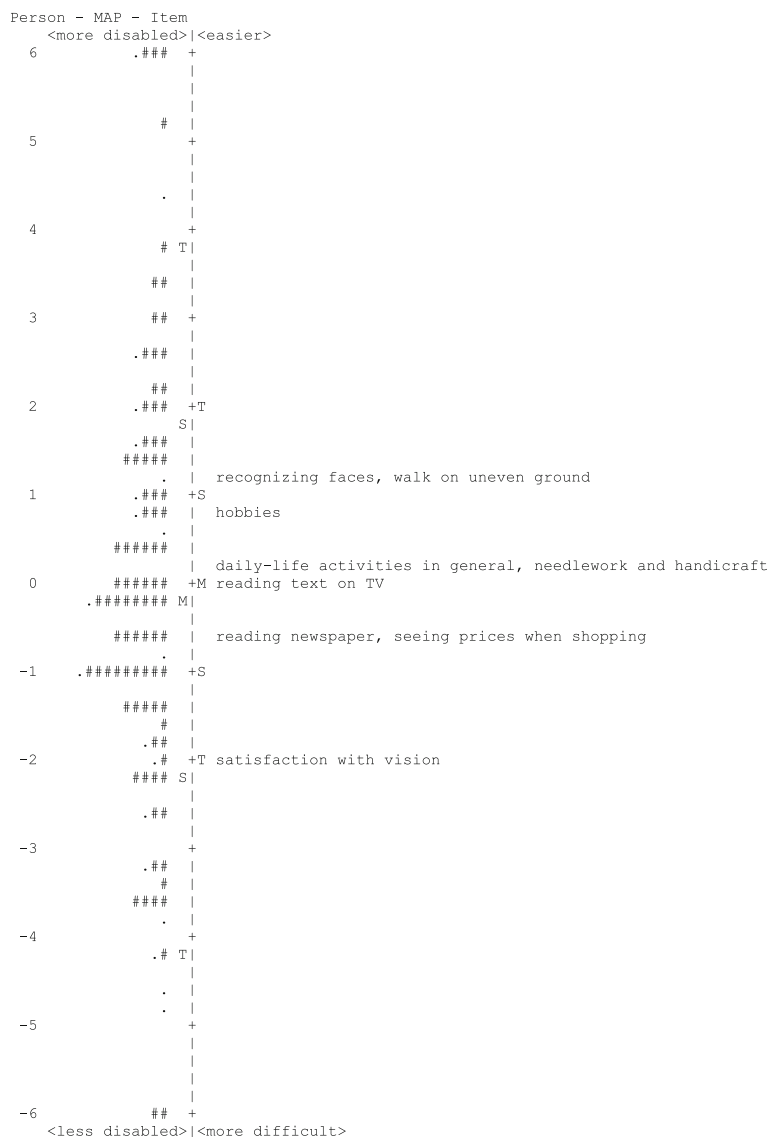 Person - MAP - Item
<more disabled>|<easier>
6 .### +
|
|
|
# |
5 +
|
|
. |
|
4 +
# T|
|
## |
|
3 ## +
|
.### |
|
## |
2 .### +T
S|
.### |
##### |
. | recognizing faces, walk on uneven ground
1 .### +S
.### | hobbies
. |
###### |
| daily-life activities in general, needlework and handicraft
0 ###### +M reading text on TV
.######## M|
|
###### | reading newspaper, seeing prices when shopping
. |
-1 .######### +S
|
##### |
# |
.## |
-2 .# +T satisfaction with vision
#### S|
|
.## |
|
-3 +
.## |
# |
#### |
. |
-4 +
.# T|
|
. |
. |
-5 +
|
|
|
|
-6 ## +
<less disabled>|<more difficult>